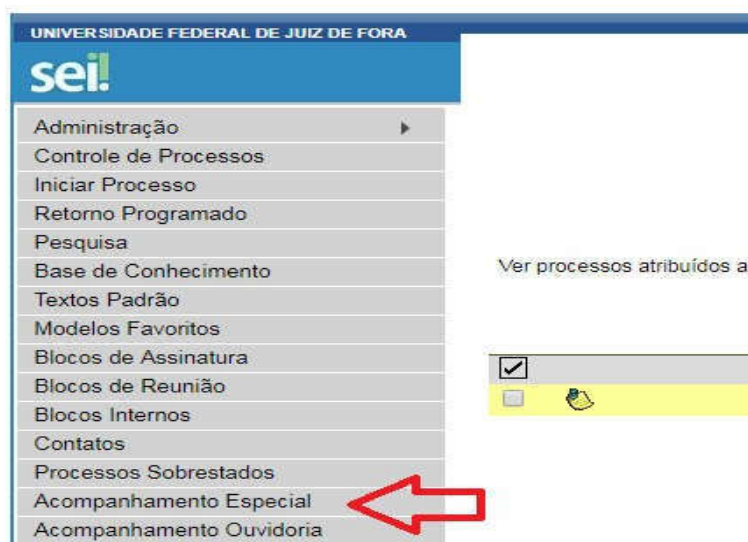 UNIVERSIDADE FEDERAL DE JUIZ DE FORA
sei!
Administração
Controle de Processos
Iniciar Processo
Retorno Programado
Pesquisa
Base de Conhecimento
Textos Padrão
Modelos Favoritos
Blocos de Assinatura
Blocos de Reunião
Blocos Internos
Contatos
Processos Sobrestados
Acompanhamento Especial
Acompanhamento Ouvidoria
Ver processos atribuídos a